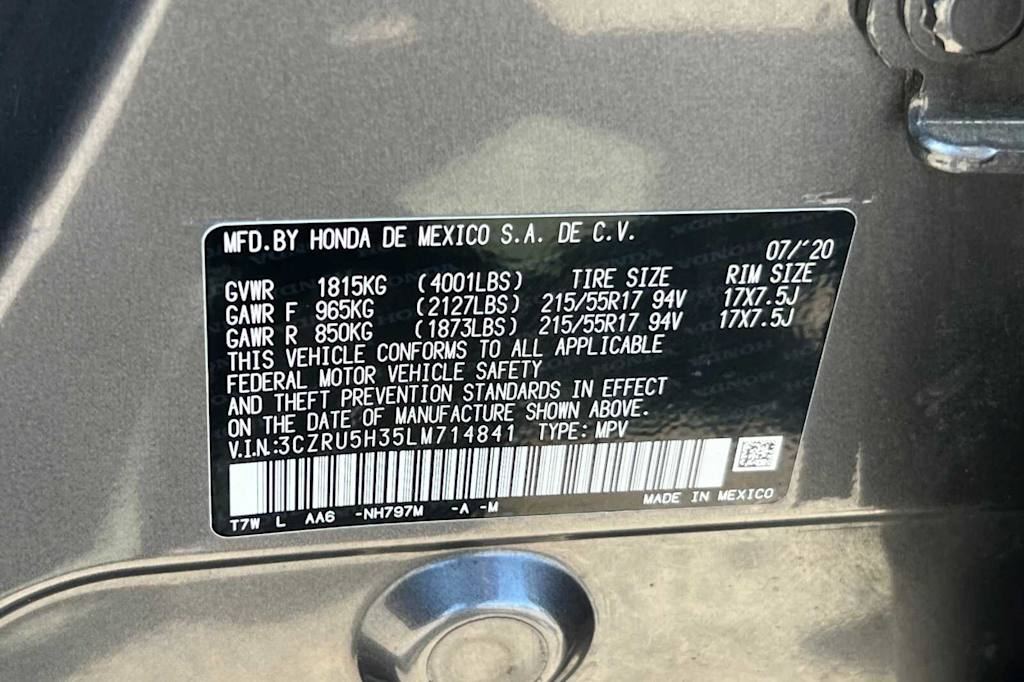 MFD.BY HONDA DE MEXICO S.A. DE C.V.
07/'20
GVWR 1815KG (4001LBS) TIRE SIZE RIM SIZE
GAWR F 965KG (2127LBS) 215/55R17 94V 17X7.5J
GAWR R 850KG (1873LBS) 215/55R17 94V 17X7.5J
THIS VEHICLE CONFORMS TO ALL APPLICABLE
FEDERAL MOTOR VEHICLE SAFETY
AND THEFT PREVENTION STANDARDS IN EFFECT
ON THE DATE OF MANUFACTURE SHOWN ABOVE.
V.I.N.:3CZRU5H35LM714841 TYPE:MPV
MADE IN MEXICO
T7W L AA6 -NH797M -A -M